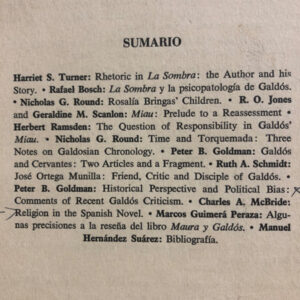 SUMARIO
Harriet S. Turner: Rhetoric in La Sombra: the Author and his
Story. • Rafael Bosch: La Sombra y la psicopatología de Galdós.
• Nicholas G. Round: Rosalía Bringas' Children. • R. O. Jones
and Geraldine M. Scanlon: Miau: Prelude to a Reassessment •
Herbert Ramsden: The Question of Responsibility in Galdós'
Miau. • Nicholas G. Round: Time and Torquemada: Three
Notes on Galdosian Chronology. • Peter B. Goldman: Galdós
and Cervantes: Two Articles and a Fragment. • Ruth A. Schmidt:
José Ortega Munilla: Friend, Critic and Disciple of Galdós. •
Peter B. Goldman: Historical Perspective and Political Bias:
Comments of Recent Galdós Criticism. • Charles A. McBride:
Religion in the Spanish Novel. • Marcos Guimerá Peraza: Algu-
nas precisiones a la reseña del libro Maura y Galdós. • Manuel
Hernández Suárez: Bibliografía.